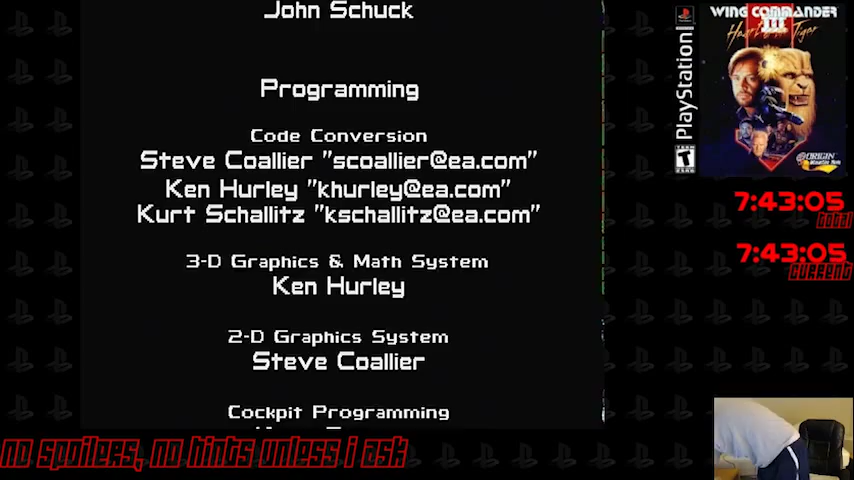 John Schuck
Programming
Code Conversion
Steve Coallier "scoallier@ea.com"
Ken Hurley "khurley@ea.com"
Kurt Schallitz "kschallitz@ea.com"
3-D Graphics & Math System
Ken Hurley
2-D Graphics System
Steve Coallier
Cockpit Programming
PlayStation
WING COMMANDER
III
Heart of the Tiger
ORIGIN
T
7:43:05
total
7:43:05
current
no spoilers, no hints unless i ask